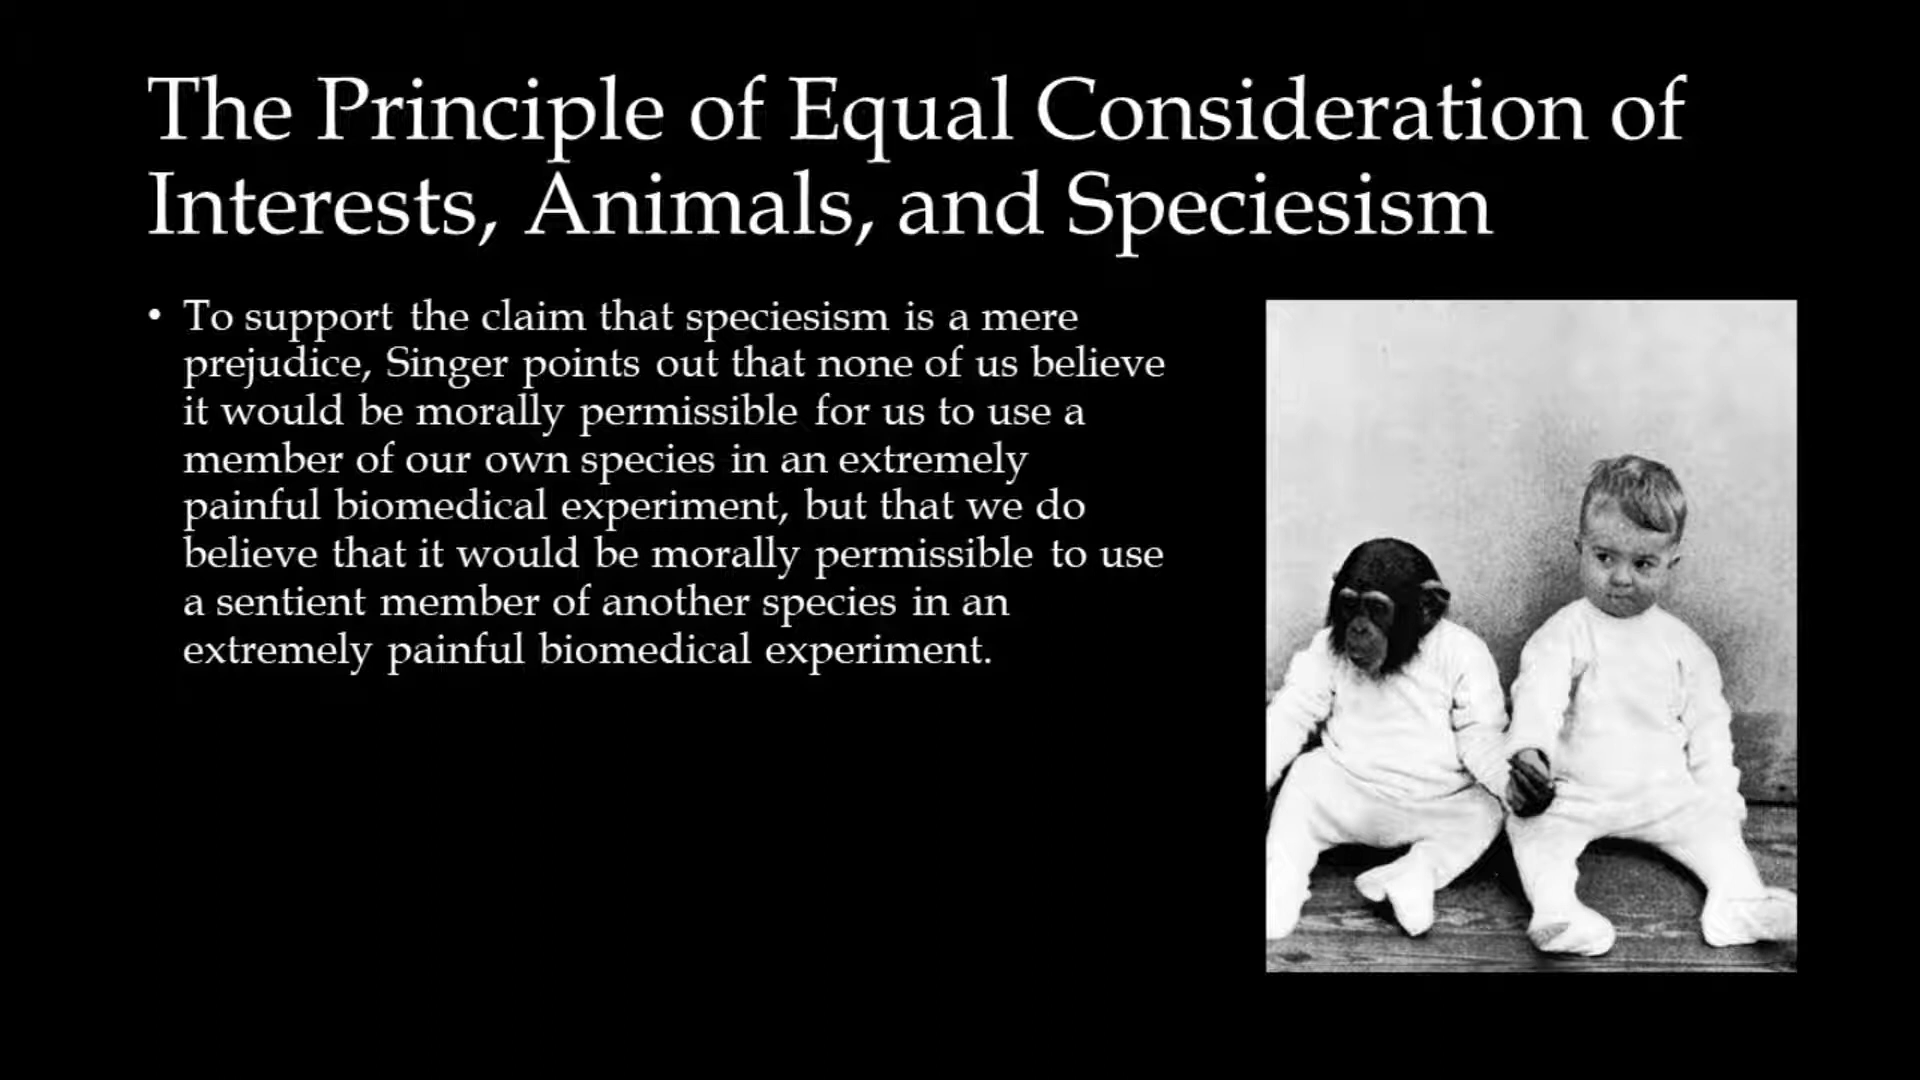 The Principle of Equal Consideration of
Interests, Animals, and Speciesism
• To support the claim that speciesism is a mere
prejudice, Singer points out that none of us believe
it would be morally permissible for us to use a
member of our own species in an extremely
painful biomedical experiment, but that we do
believe that it would be morally permissible to use
a sentient member of another species in an
extremely painful biomedical experiment.